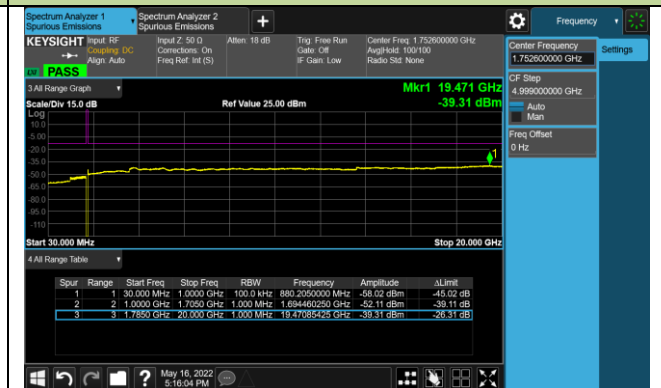 Spectrum Analyzer 1
Spurious Emissions
Spectrum Analyzer 2
Spurious Emissions
+
Frequency
KEYSIGHT
Input: RF
Coupling: DC
Align: Auto
Input Z: 50 Ω
Corrections: On
Freq Ref: Int (S)
Atten: 18 dB
Trig: Free Run
Gate: Off
IF Gain: Low
Center Freq: 1.752600000 GHz
Avg|Hold: 100/100
Radio Std: None
PASS
Center Frequency
1.752600000 GHz
Settings
CF Step
4.999000000 GHz
Auto
Man
Freq Offset
0 Hz
3 All Range Graph
Mkr1 19.471 GHz
Scale/Div 15.0 dB
Ref Value 25.00 dBm
-39.31 dBm
Log
10.0
-5.00
-20.0
-35.0
-50.0
-65.0
-80.0
-95.0
-110
1
Start 30.000 MHz
Stop 20.000 GHz
4 All Range Table
Spur Range Start Freq Stop Freq RBW Frequency Amplitude ΔLimit
1 1 30.000 MHz 1.0000 GHz 100.0 kHz 880.2050000 MHz -58.02 dBm -45.02 dB
2 2 1.0000 GHz 1.7050 GHz 1.000 MHz 1.694460250 GHz -52.11 dBm -39.11 dB
3 3 1.7850 GHz 20.000 GHz 1.000 MHz 19.47085425 GHz -39.31 dBm -26.31 dB
?
May 16, 2022
5:16:04 PM